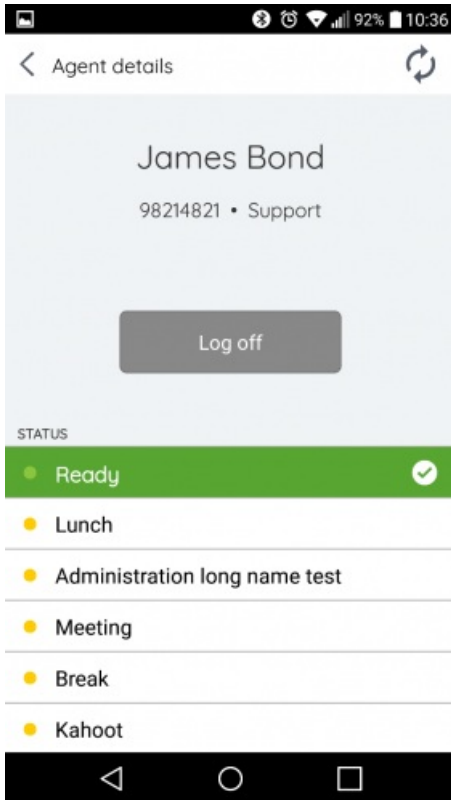 92% 10:36
Agent details
James Bond
98214821 • Support
Log off
STATUS
Ready
Lunch
Administration long name test
Meeting
Break
Kahoot